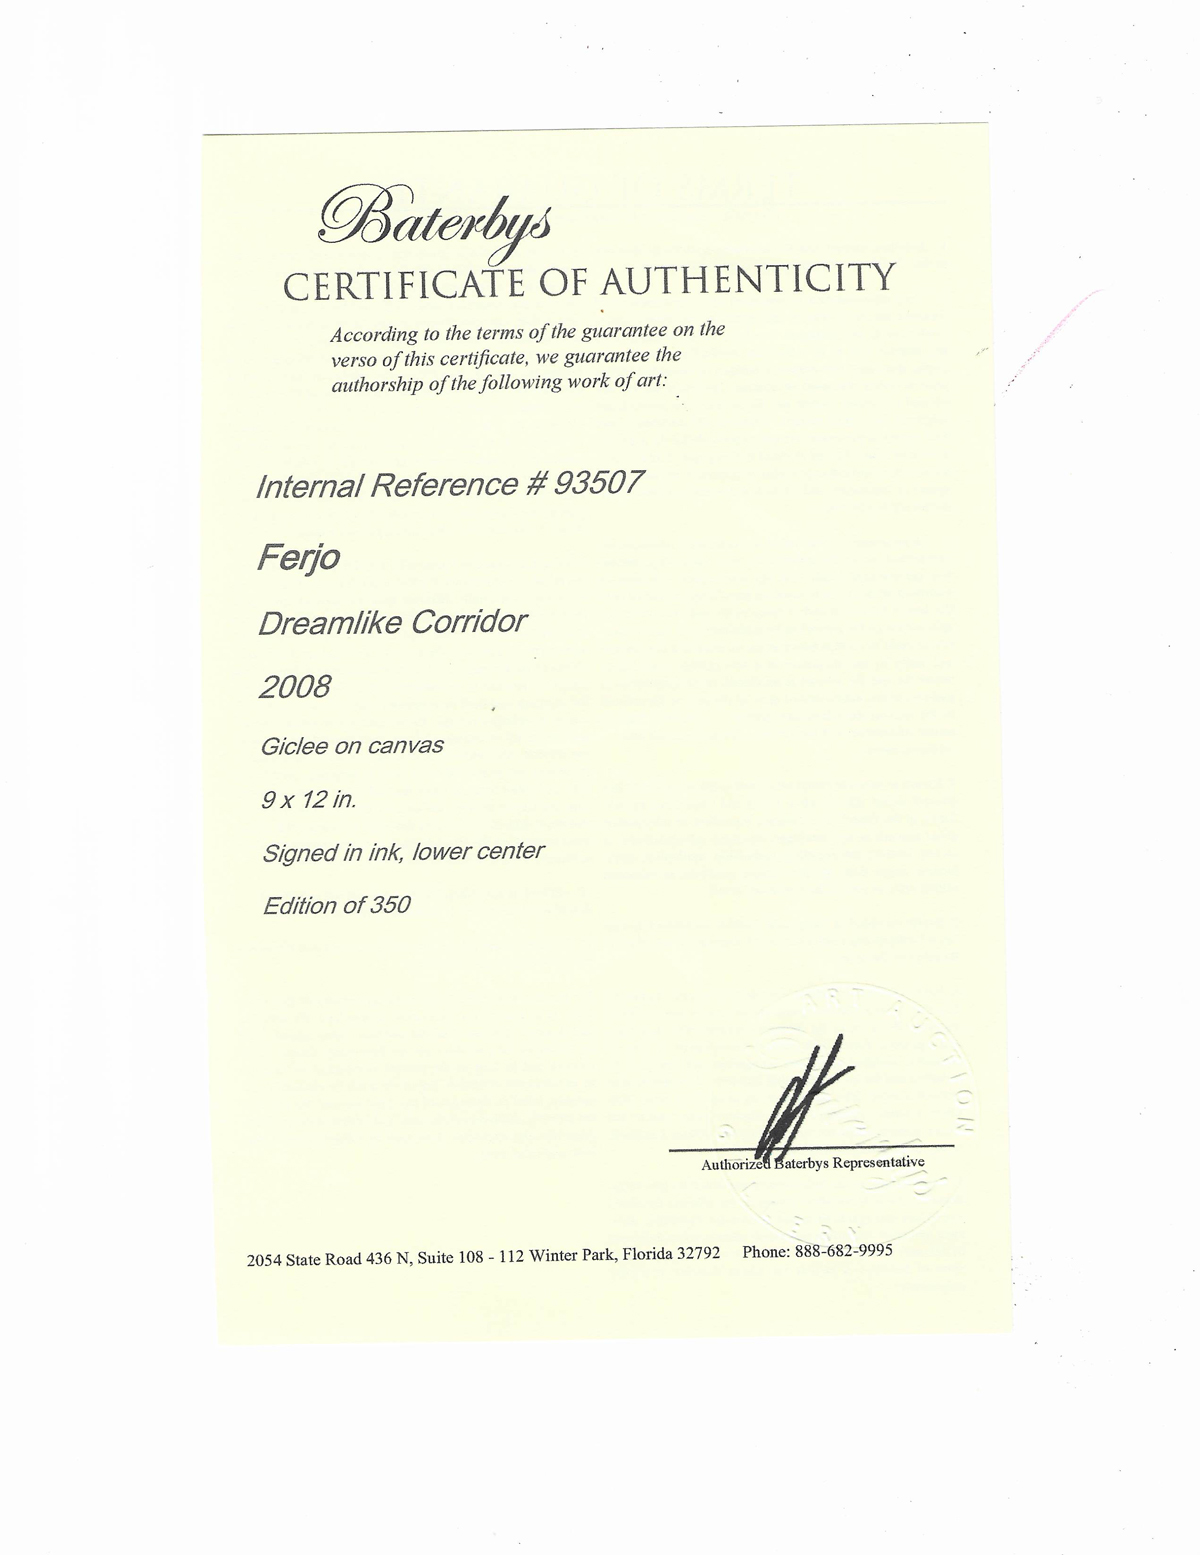 Baterbys
CERTIFICATE OF AUTHENTICITY
According to the terms of the guarantee on the
verso of this certificate, we guarantee the
authorship of the following work of art:
Internal Reference # 93507
Ferjo
Dreamlike Corridor
2008
Giclee on canvas
9 x 12 in.
Signed in ink, lower center
Edition of 350
ART AUCTION
Authorized Baterbys Representative
2054 State Road 436 N, Suite 108 - 112 Winter Park, Florida 32792 Phone: 888-682-9995